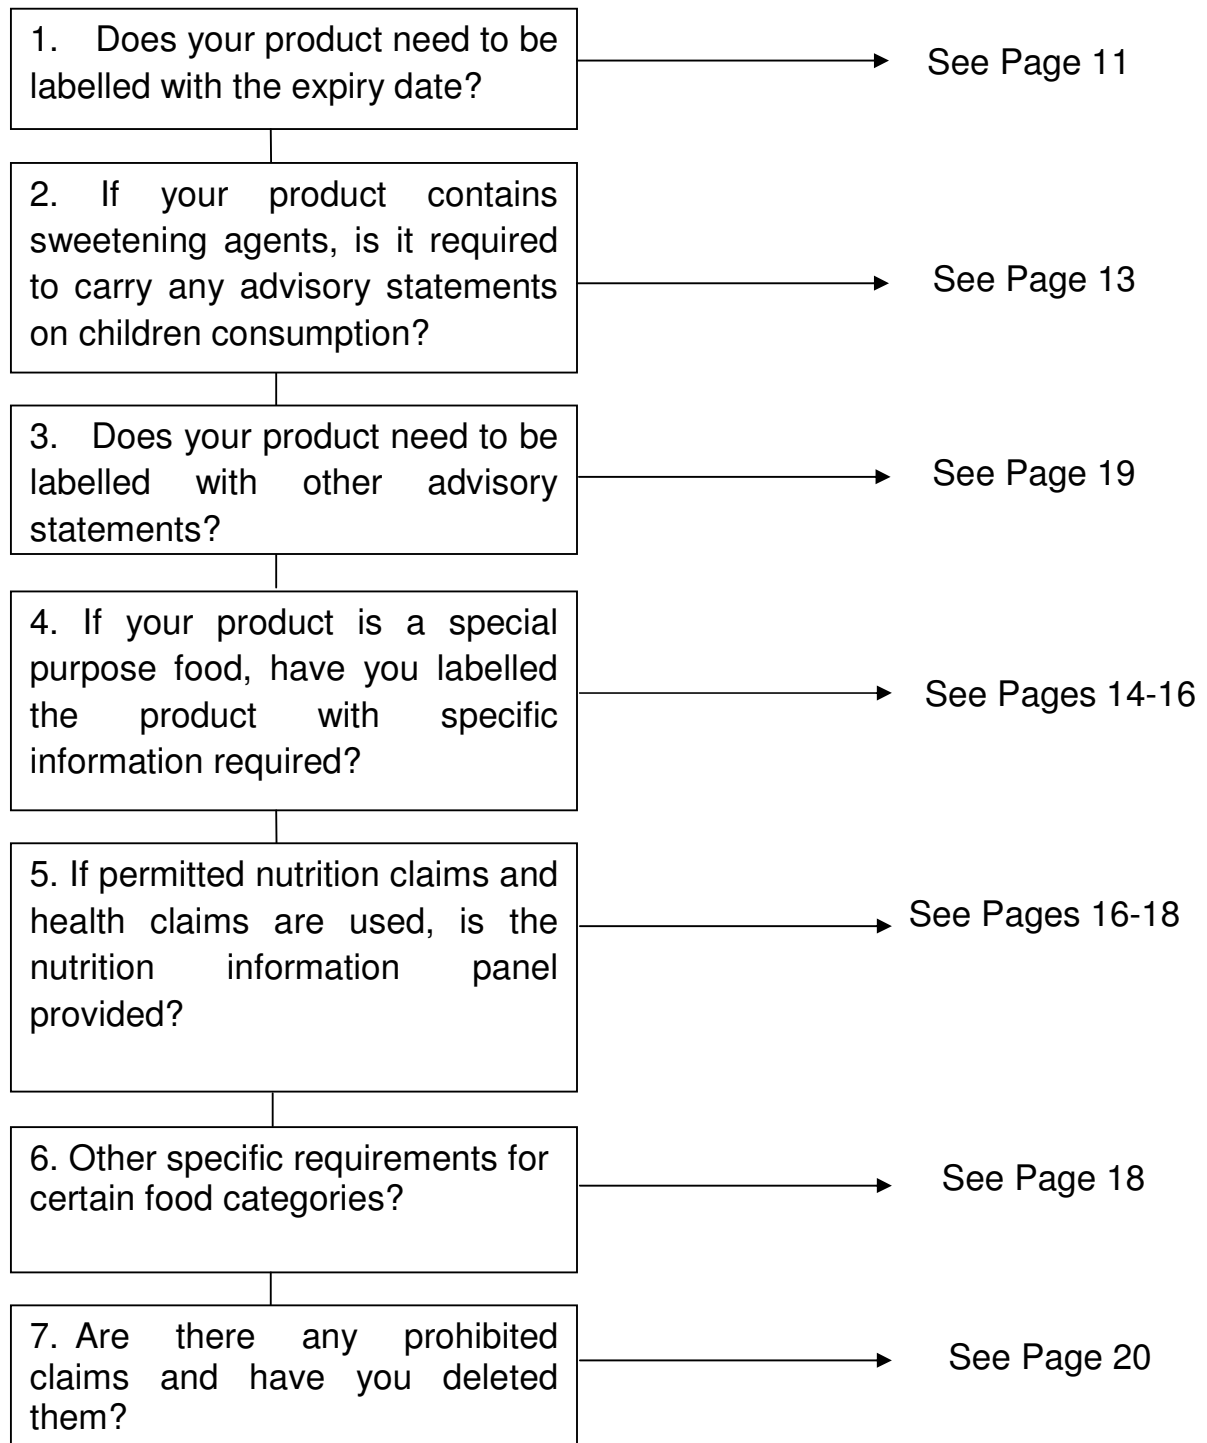 1. Does your product need to be
labelled with the expiry date?
See Page 11
2. If your product contains
sweetening agents, is it required
to carry any advisory statements
on children consumption?
See Page 13
3. Does your product need to be
labelled with other advisory
statements?
See Page 19
4. If your product is a special
purpose food, have you labelled
the product with specific
information required?
See Pages 14-16
5. If permitted nutrition claims and
health claims are used, is the
nutrition information panel
provided?
See Pages 16-18
6. Other specific requirements for
certain food categories?
See Page 18
7. Are there any prohibited
claims and have you deleted
them?
See Page 20